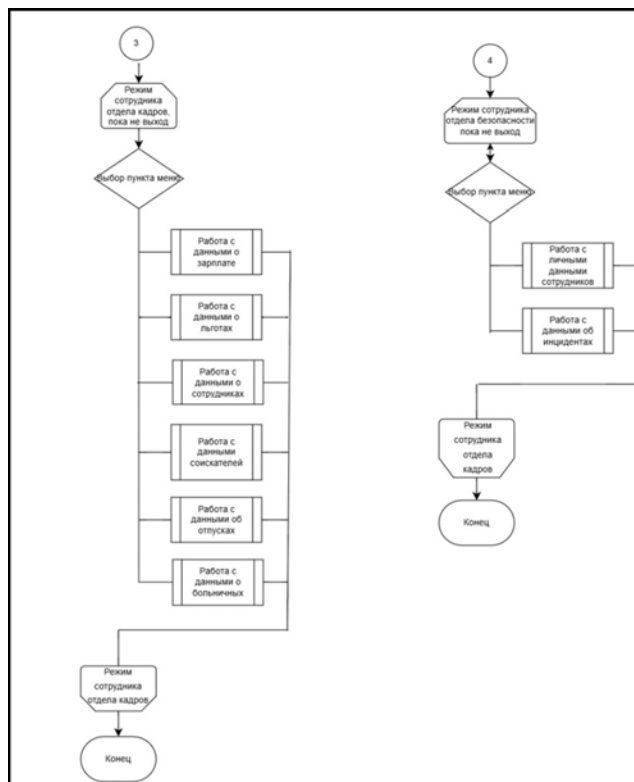 3
Режим
сотрудника
отдела кадров,
пока не выход
Выбор пункта меню
Работа с
данными о
зарплате
Работа с
данными о
льготах
Работа с
данными о
сотрудниках
Работа с
данными
соискателей
Работа с
данными об
отпусках
Работа с
данными о
больничных
Режим
сотрудника
отдела кадров
Конец
4
Режим сотрудника
отдела безопасности
пока не выход
Выбор пункта меню
Работа с
личными
данными
сотрудников
Работа с
данными об
инцидентах
Режим
сотрудника
отдела
кадров
Конец